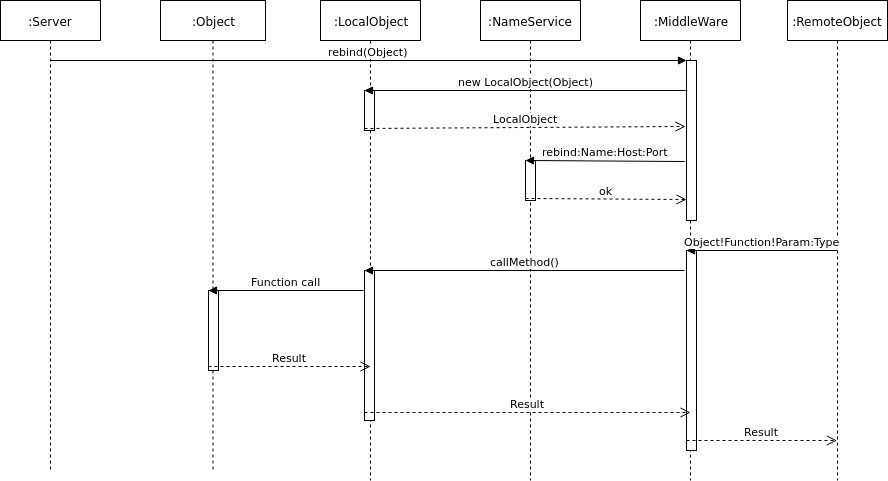 :Server
:Object
:LocalObject
:NameService
:MiddleWare
:RemoteObject
rebind(Object)
new LocalObject(Object)
LocalObject
rebind:Name:Host:Port
ok
Object!Function!Param:Type
callMethod()
Function call
Result
Result
Result